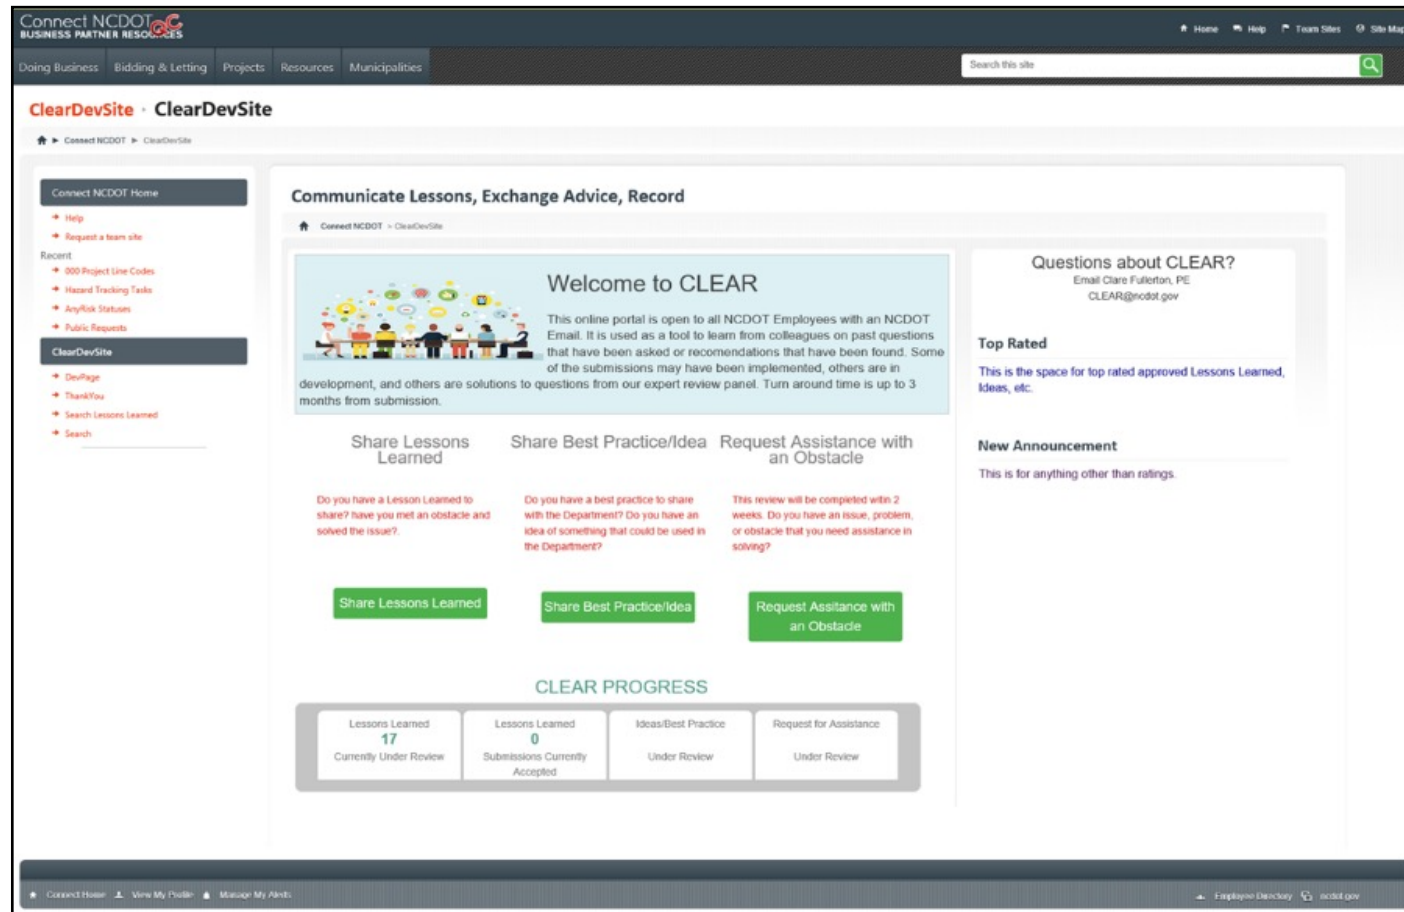 Connect NCDOT QC
BUSINESS PARTNER RESOURCES
Home Help Team Sites Site Map
Doing Business Bidding & Letting Projects Resources Municipalities
Search this site
ClearDevSite ClearDevSite
Connect NCDOT ClearDevSite
Connect NCDOT Home
Help
Request a team site
Recent
000 Project Line Codes
Hazard Tracking Tasks
AnyRisk Statuses
Public Requests
ClearDevSite
DevPage
ThankYou
Search Lessons Learned
Search
Communicate Lessons, Exchange Advice, Record
Connect NCDOT > ClearDevSite
Welcome to CLEAR
This online portal is open to all NCDOT Employees with an NCDOT
Email. It is used as a tool to learn from colleagues on past questions
that have been asked or recomendations that have been found. Some
of the submissions may have been implemented, others are in
development, and others are solutions to questions from our expert review panel. Turn around time is up to 3
months from submission.
Share Lessons
Learned
Do you have a Lesson Learned to
share? have you met an obstacle and
solved the issue?.
Share Lessons Learned
Share Best Practice/Idea
Do you have a best practice to share
with the Department? Do you have an
idea of something that could be used in
the Department?
Share Best Practice/Idea
Request Assistance with
an Obstacle
This review will be completed witin 2
weeks. Do you have an issue, problem,
or obstacle that you need assistance in
solving?
Request Assitance with
an Obstacle
CLEAR PROGRESS
Lessons Learned
17
Currently Under Review
Lessons Learned
0
Submissions Currently
Accepted
Ideas/Best Practice
Under Review
Request for Assistance
Under Review
Questions about CLEAR?
Email Clare Fullerton, PE
CLEAR@ncdot.gov
Top Rated
This is the space for top rated approved Lessons Learned,
Ideas, etc.
New Announcement
This is for anything other than ratings.
Connect Home View My Profile Manage My Alerts
Employee Directory ncdot.gov